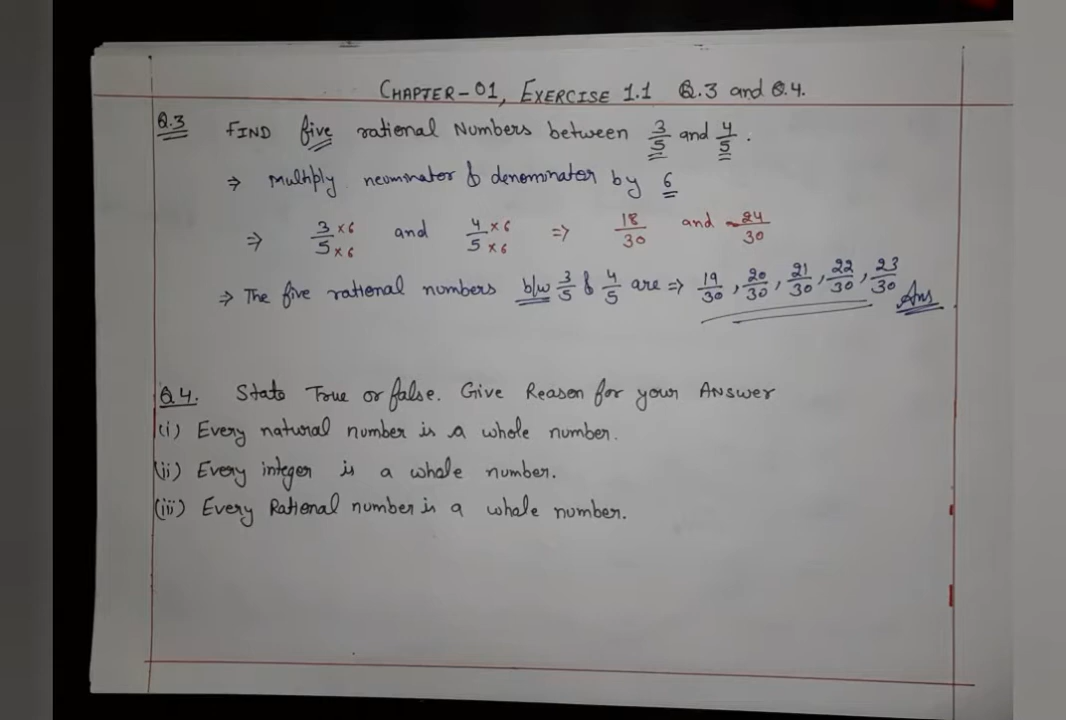 CHAPTER-01, EXERCISE 1.1 Q.3 and Q.4.
Q.3 FIND five rational Numbers between 3/5 and 4/5.
⇒ Multiply neuminator & denominator by 6
⇒ 3×6/5×6 and 4×6/5×6 => 18/30 and 24/30
⇒ The five rational numbers b/w 3/5 & 4/5 are => 19/30, 20/30, 21/30, 22/30, 23/30 Ans.
Q.4. State True or false. Give Reason for your Answer
(i) Every natural number is a whole number.
(ii) Every integer is a whole number.
(iii) Every Rational number is a whole number.